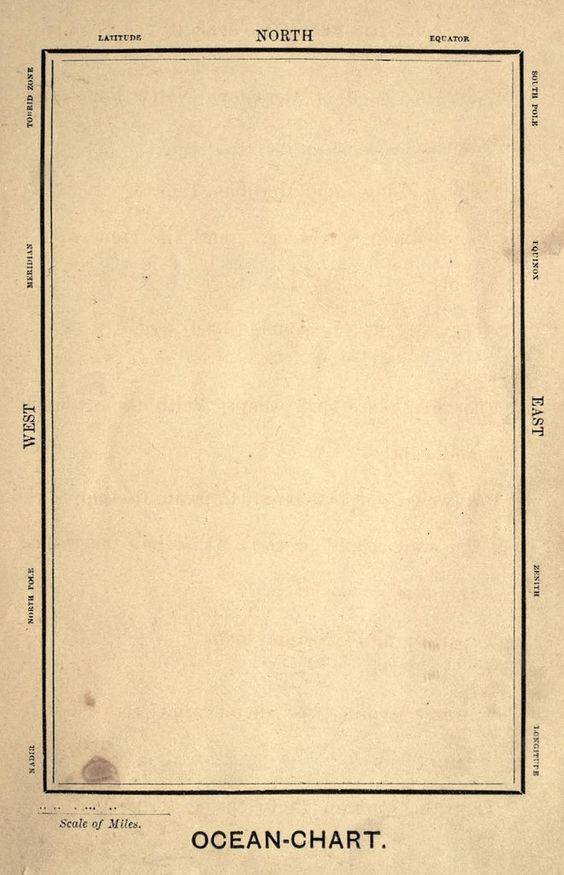 LATITUDE NORTH EQUATOR
TORRID ZONE
MERIDIAN
WEST
NORTH POLE
NADIR
SOUTH POLE
EQUINOX
EAST
ZENITH
LONGITUDE
Scale of Miles.
OCEAN-CHART.